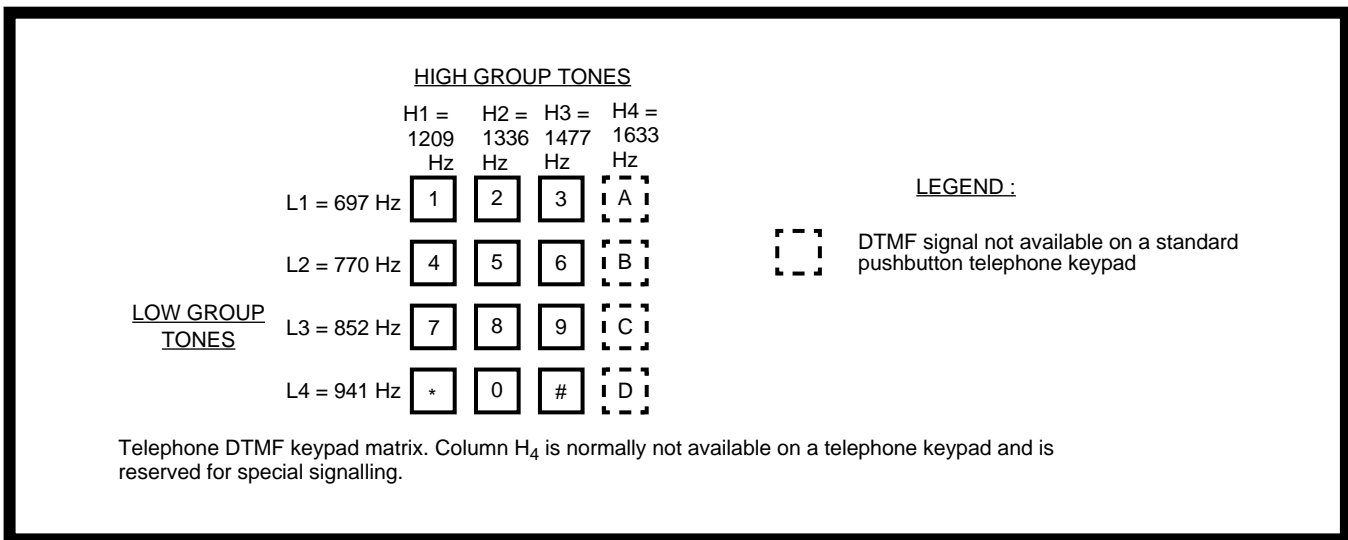 HIGH GROUP TONES
H1 = H2 = H3 = H4 =
1209 1336 1477 1633
Hz Hz Hz Hz
L1 = 697 Hz 1 2 3 A
LEGEND :
L2 = 770 Hz 4 5 6 B
DTMF signal not available on a standard
pushbutton telephone keypad
LOW GROUP
TONES
L3 = 852 Hz 7 8 9 C
L4 = 941 Hz * 0 # D
Telephone DTMF keypad matrix. Column H4 is normally not available on a telephone keypad and is
reserved for special signalling.